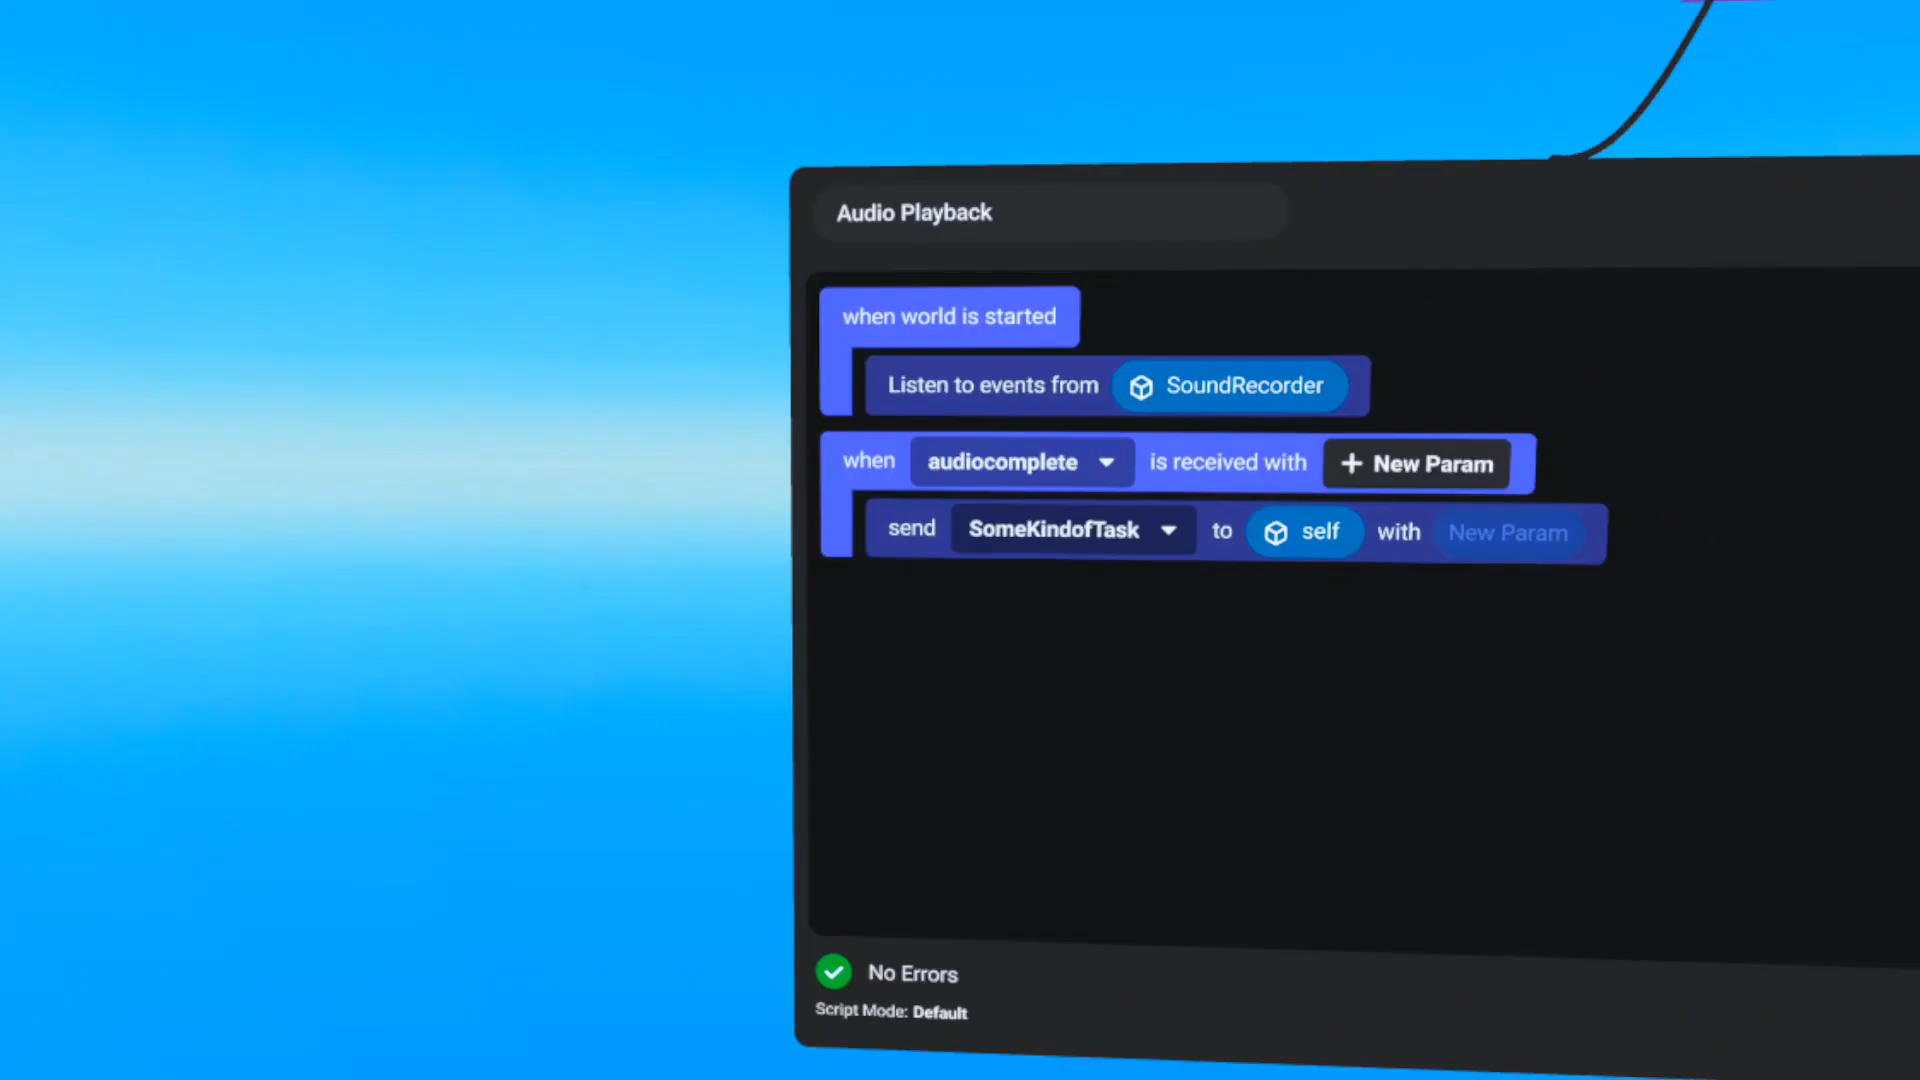 Audio Playback
when world is started
Listen to events from SoundRecorder
when audiocomplete is received with + New Param
send SomeKindofTask to self with New Param
No Errors
Script Mode: Default